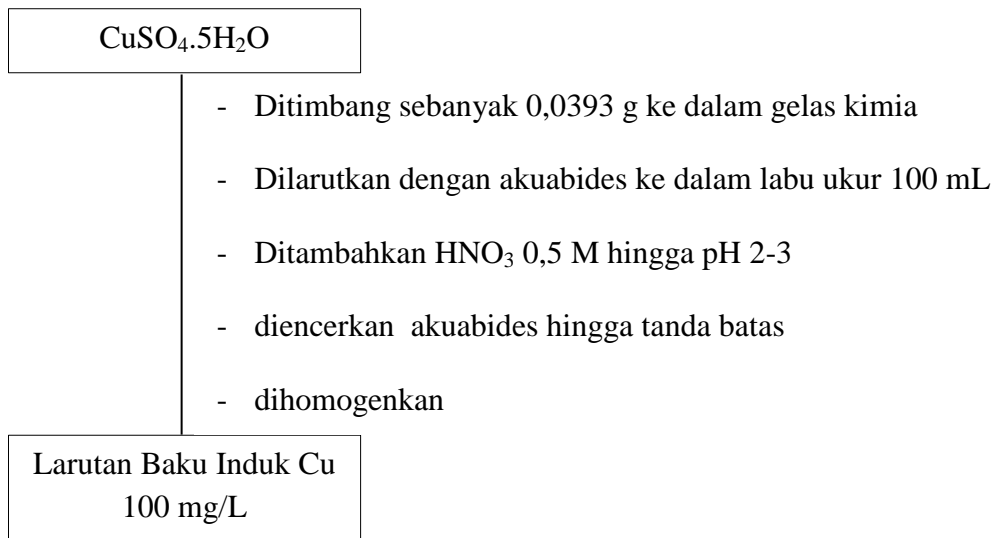 CuSO₄.5H₂O
- Ditimbang sebanyak 0,0393 g ke dalam gelas kimia
- Dilarutkan dengan akuabides ke dalam labu ukur 100 mL
- Ditambahkan HNO₃ 0,5 M hingga pH 2-3
- diencerkan akuabides hingga tanda batas
- dihomogenkan
Larutan Baku Induk Cu
100 mg/L